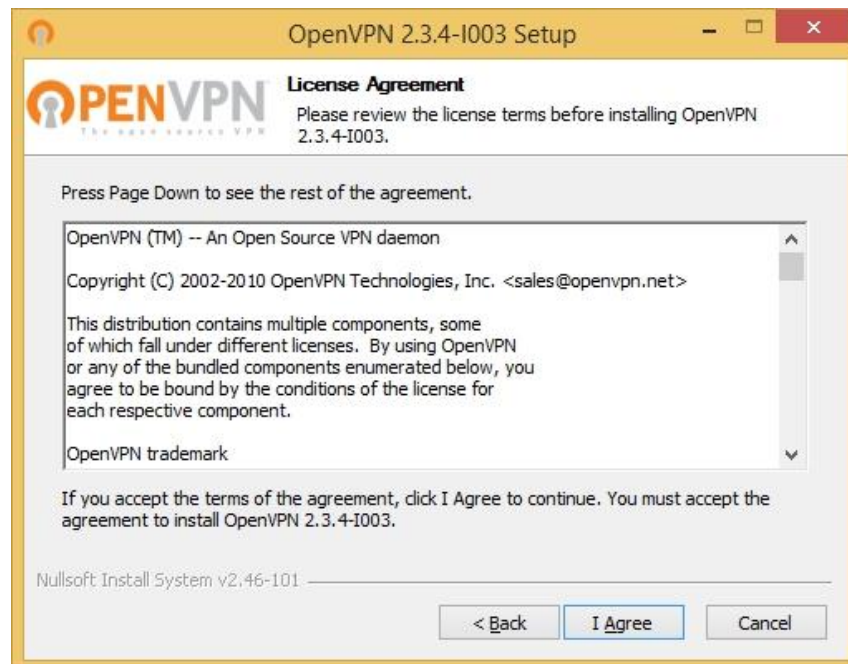 OpenVPN 2.3.4-I003 Setup
OPENVPN
The open source VPN
License Agreement
Please review the license terms before installing OpenVPN
2.3.4-I003.
Press Page Down to see the rest of the agreement.
OpenVPN (TM) -- An Open Source VPN daemon
Copyright (C) 2002-2010 OpenVPN Technologies, Inc. <sales@openvpn.net>
This distribution contains multiple components, some
of which fall under different licenses.  By using OpenVPN
or any of the bundled components enumerated below, you
agree to be bound by the conditions of the license for
each respective component.
OpenVPN trademark
If you accept the terms of the agreement, click I Agree to continue. You must accept the
agreement to install OpenVPN 2.3.4-I003.
Nullsoft Install System v2.46-101
< Back
I Agree
Cancel